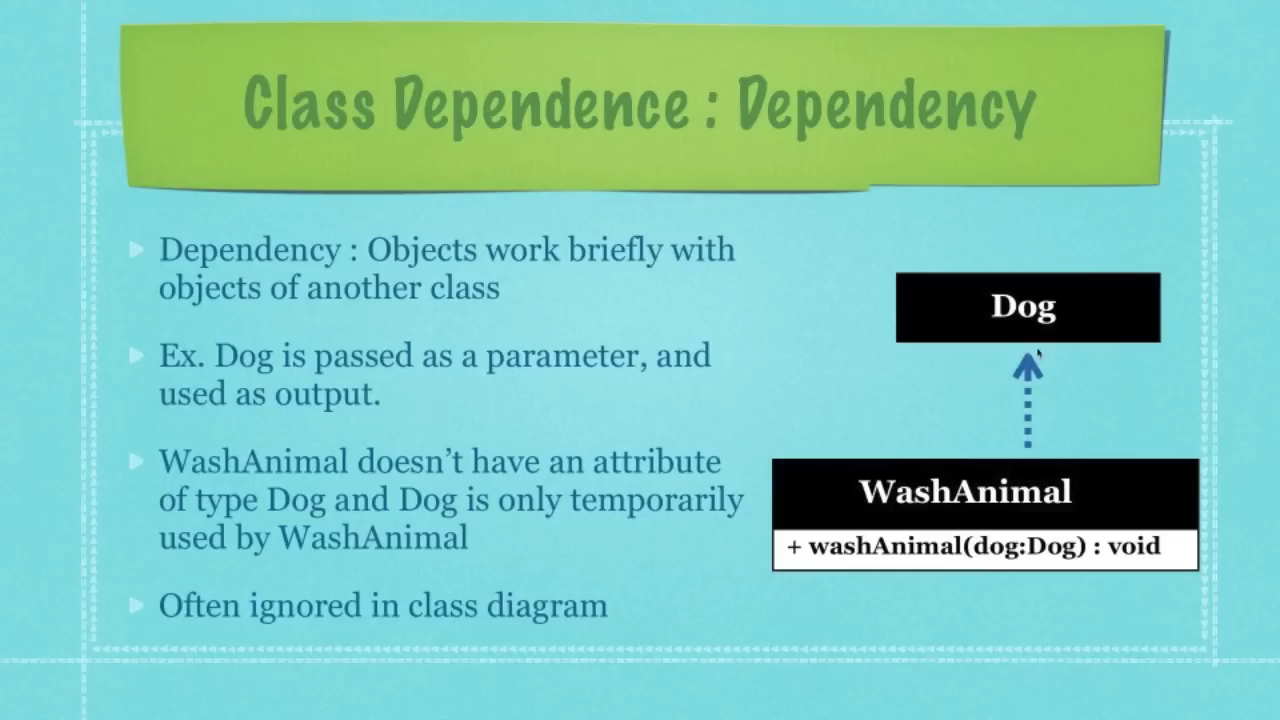 Class Dependence : Dependency
Dependency : Objects work briefly with
objects of another class
Ex. Dog is passed as a parameter, and
used as output.
WashAnimal doesn’t have an attribute
of type Dog and Dog is only temporarily
used by WashAnimal
Often ignored in class diagram
Dog
WashAnimal
+ washAnimal(dog:Dog) : void